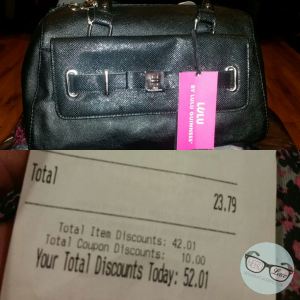 LULU
BY LULU GUINNESS
Total
23.79
Total Item Discounts: 42.01
Total Coupon Discounts: 10.00
Your Total Discounts Today: 52.01